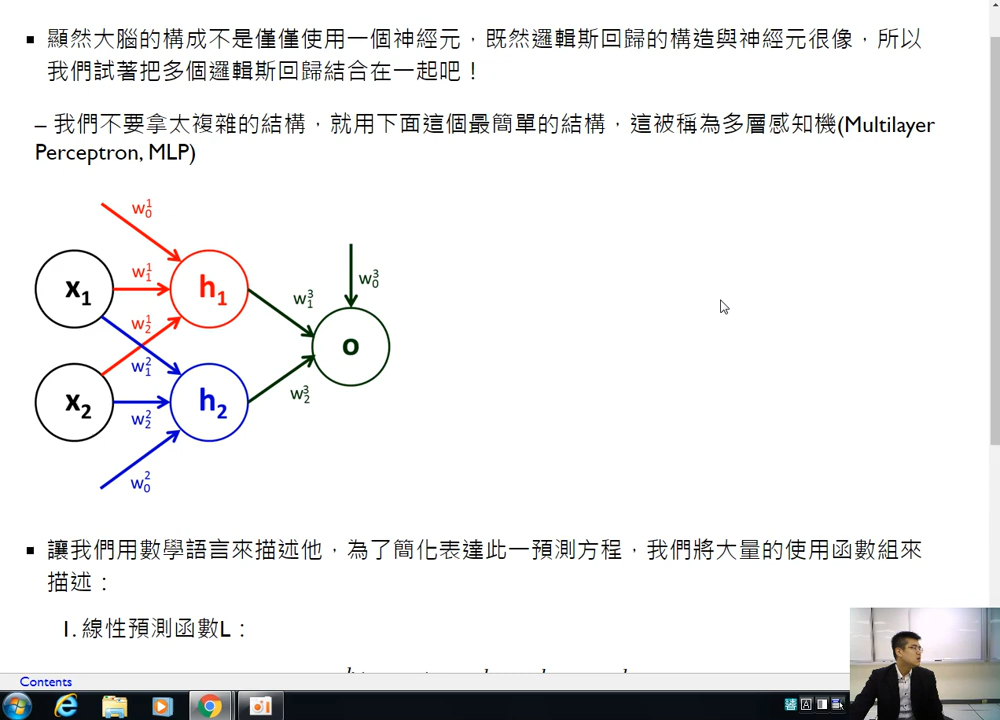 ▪ 顯然大腦的構成不是僅僅使用一個神經元，既然邏輯斯回歸的構造與神經元很像，所以
我們試著把多個邏輯斯回歸結合在一起吧！
– 我們不要拿太複雜的結構，就用下面這個最簡單的結構，這被稱為多層感知機(Multilayer
Perceptron, MLP)
w₀¹
x₁
w₁¹
h₁
w₂¹
w₁³
w₀³
o
w₁²
x₂
w₂²
h₂
w₂³
w₀²
▪ 讓我們用數學語言來描述他，為了簡化表達此一預測方程，我們將大量的使用函數組來
描述：
1. 線性預測函數L：
Contents